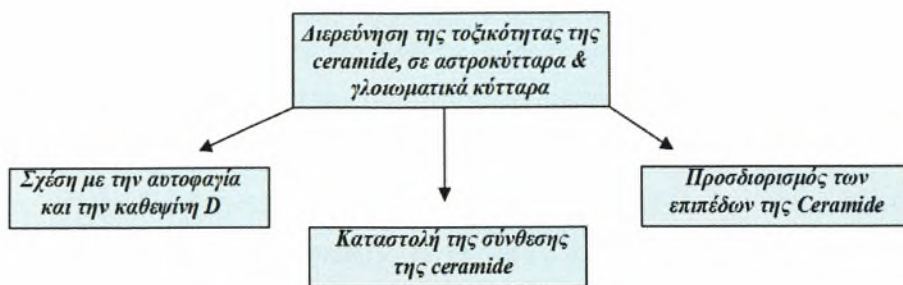 Διερεύνηση της τοξικότητας της
ceramide, σε αστροκύτταρα &
γλοιωματικά κύτταρα
Σχέση με την αυτοφαγία
και την καθεψίνη D
Καταστολή της σύνθεσης
της ceramide
Προσδιορισμός των
επιπέδων της Ceramide